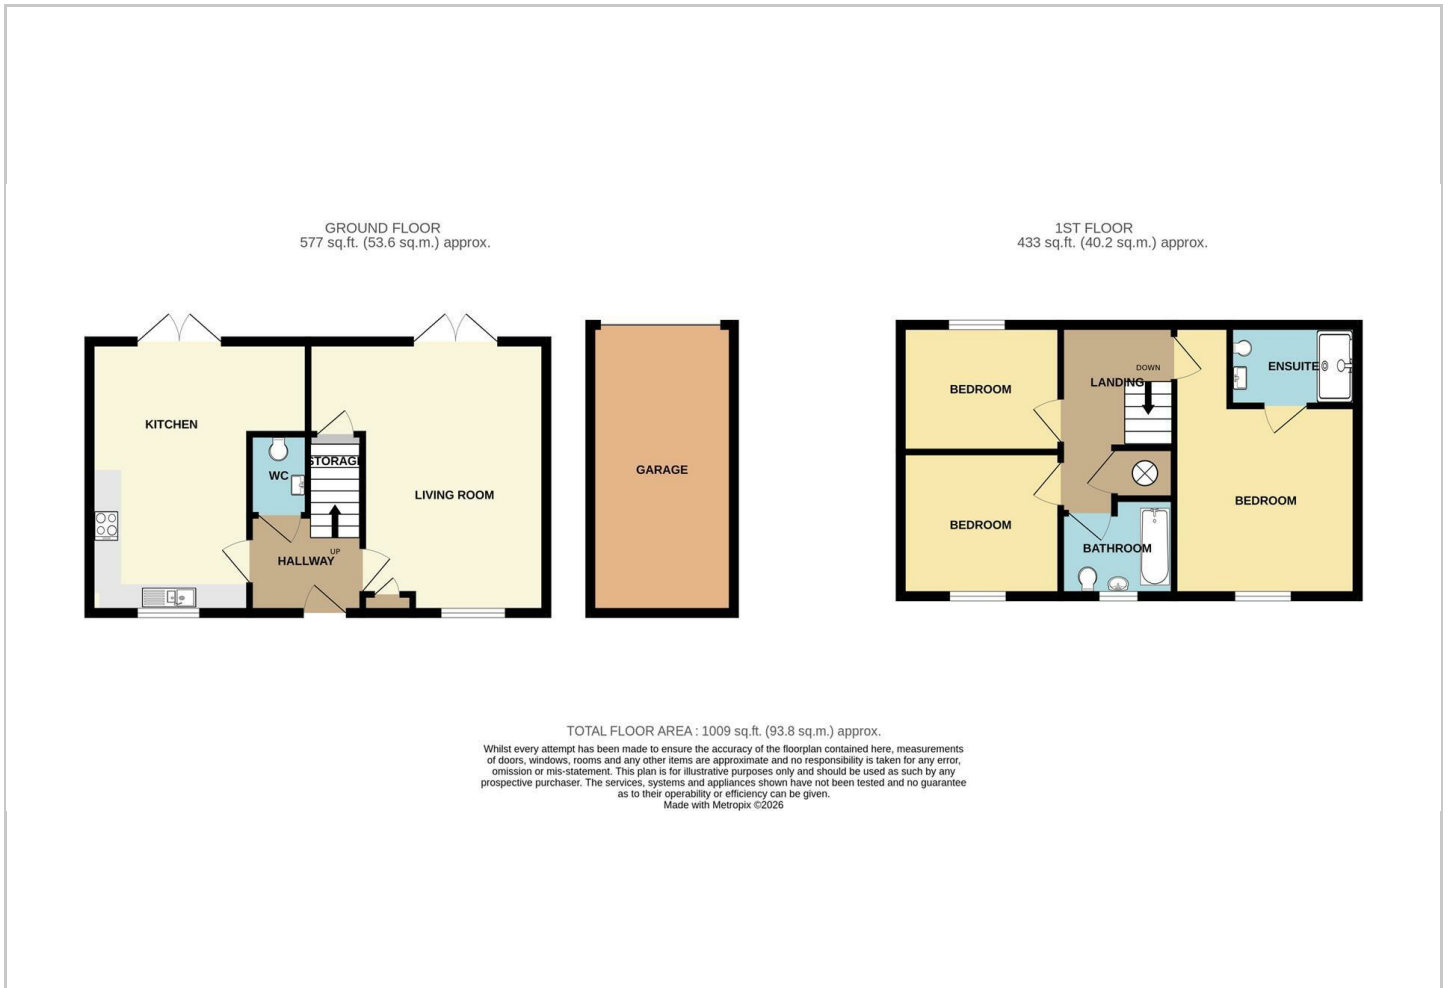 GROUND FLOOR
577 sq.ft. (53.6 sq.m.) approx.
KITCHEN
WC
STORAGE
LIVING ROOM
HALLWAY
UP
GARAGE
1ST FLOOR
433 sq.ft. (40.2 sq.m.) approx.
BEDROOM
LANDING
DOWN
ENSUITE
BEDROOM
BEDROOM
BATHROOM
TOTAL FLOOR AREA : 1009 sq.ft. (93.8 sq.m.) approx.
Whilst every attempt has been made to ensure the accuracy of the floorplan contained here, measurements
of doors, windows, rooms and any other items are approximate and no responsibility is taken for any error,
omission or mis-statement. This plan is for illustrative purposes only and should be used as such by any
prospective purchaser. The services, systems and appliances shown have not been tested and no guarantee
as to their operability or efficiency can be given.
Made with Metropix ©2026